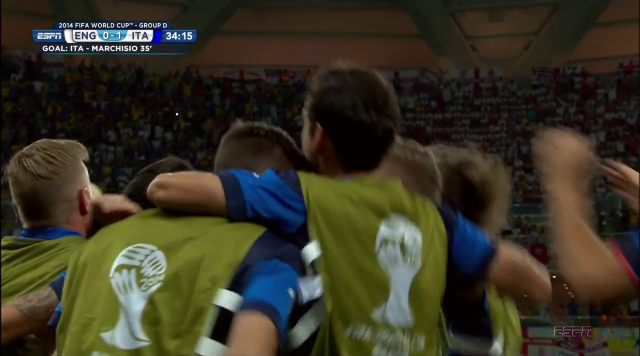 2014 FIFA WORLD CUP™ - GROUP D
ESPN ENG 0-1 ITA 34:15
GOAL: ITA - MARCHISIO 35'
ESPN